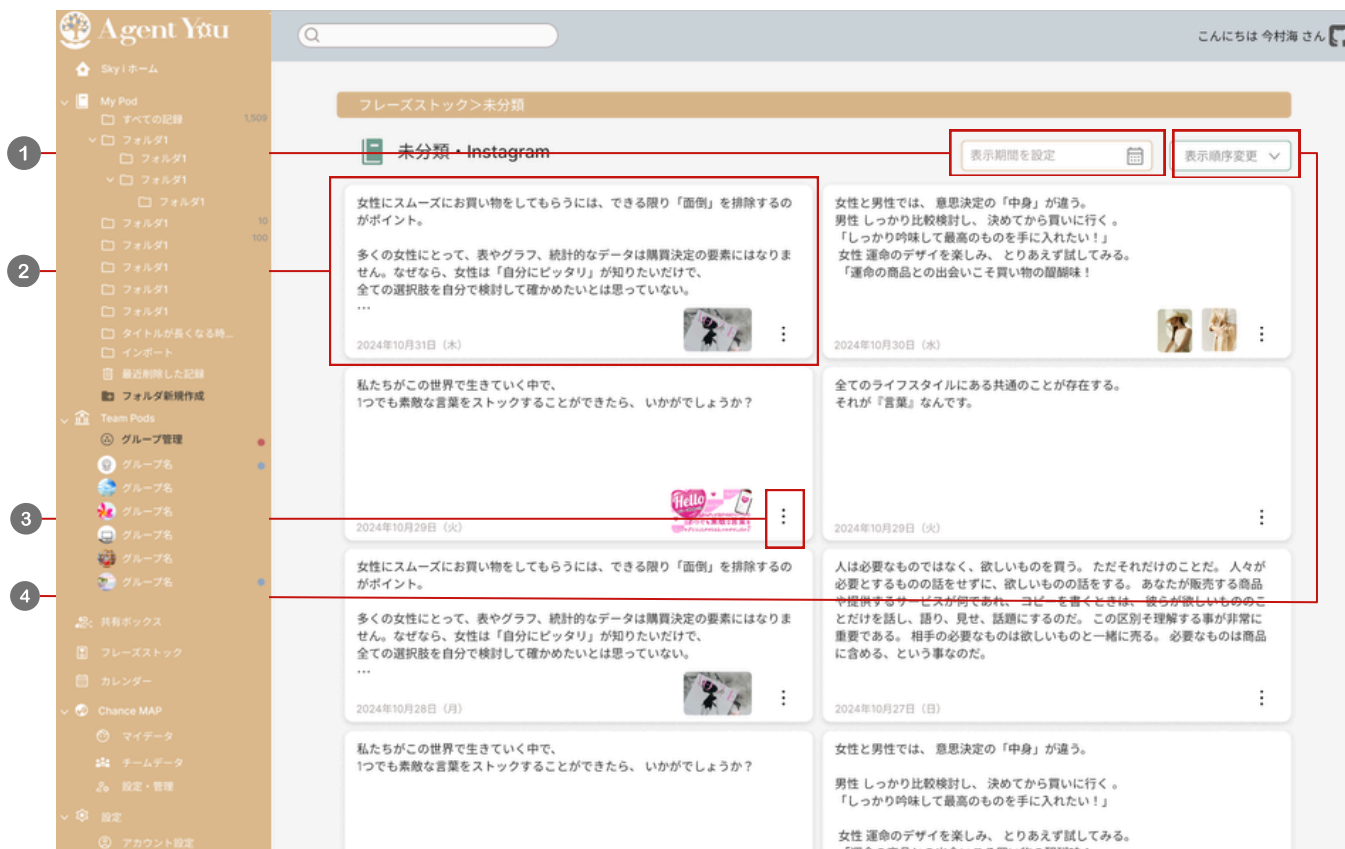 Agent You
こんにちは 今村海 さん
Sky i ホーム
My Pod
すべての記録 1,509
フォルダ1
フォルダ1
フォルダ1
フォルダ1
フォルダ1 10
フォルダ1 100
フォルダ1
フォルダ1
フォルダ1
タイトルが長くなる時...
インポート
最近削除した記録
フォルダ新規作成
Team Pods
グループ管理
グループ名
グループ名
グループ名
グループ名
グループ名
グループ名
共有ボックス
フレーズストック
カレンダー
Chance MAP
マイデータ
チームデータ
設定・管理
設定
アカウント設定
1
2
3
4
フレーズストック＞未分類
未分類・Instagram
表示期間を設定
表示順序変更
女性にスムーズにお買い物をしてもらうには、できる限り「面倒」を排除するの
がポイント。
多くの女性にとって、表やグラフ、統計的なデータは購買決定の要素にはなりま
せん。なぜなら、女性は「自分にピッタリ」が知りたいだけで、
全ての選択肢を自分で検討して確かめたいとは思っていない。
…
2024年10月31日（木）
女性と男性では、 意思決定の「中身」が違う。
男性 しっかり比較検討し、 決めてから買いに行く 。
「しっかり吟味して最高のものを手に入れたい！」
女性 運命のデザイを楽しみ、 とりあえず試してみる。
「運命の商品との出会いこそ買い物の醍醐味！
2024年10月30日（水）
私たちがこの世界で生きていく中で、
1つでも素敵な言葉をストックすることができたら、 いかがでしょうか？
Hello
2024年10月29日（火）
全てのライフスタイルにある共通のことが存在する。
それが『言葉』なんです。
2024年10月29日（火）
女性にスムーズにお買い物をしてもらうには、できる限り「面倒」を排除するの
がポイント。
多くの女性にとって、表やグラフ、統計的なデータは購買決定の要素にはなりま
せん。なぜなら、女性は「自分にピッタリ」が知りたいだけで、
全ての選択肢を自分で検討して確かめたいとは思っていない。
…
2024年10月28日（月）
人は必要なものではなく、欲しいものを買う。 ただそれだけのことだ。 人々が
必要とするものの話をせずに、欲しいものの話をする。 あなたが販売する商品
や提供するサービスが何であれ、 コピーを書くときは、 彼らが欲しいもののこ
とだけを話し、語り、見せ、話題にするのだ。 この区別そ理解する事が非常に
重要である。 相手の必要なものは欲しいものと一緒に売る。 必要なものは商品
に含める、という事なのだ。
2024年10月27日（日）
私たちがこの世界で生きていく中で、
1つでも素敵な言葉をストックすることができたら、 いかがでしょうか？
女性と男性では、 意思決定の「中身」が違う。
男性 しっかり比較検討し、 決めてから買いに行く 。
「しっかり吟味して最高のものを手に入れたい！」
女性 運命のデザイを楽しみ、 とりあえず試してみる。